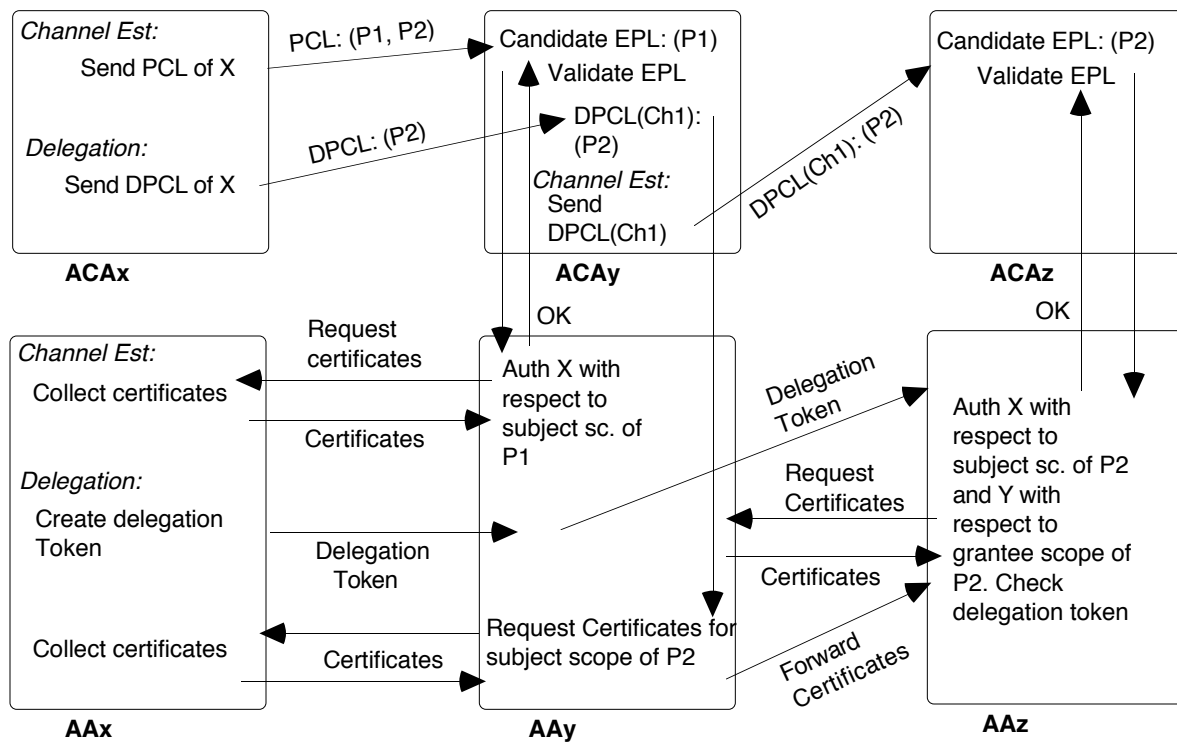 Channel Est:
Send PCL of X
Delegation:
Send DPCL of X
ACAx
PCL: (P1, P2)
DPCL: (P2)
Candidate EPL: (P1)
Validate EPL
DPCL(Ch1):
(P2)
Channel Est:
Send
DPCL(Ch1)
ACAy
DPCL(Ch1): (P2)
Candidate EPL: (P2)
Validate EPL
ACAz
OK
OK
Channel Est:
Collect certificates
Delegation:
Create delegation
Token
Collect certificates
AAx
Request
certificates
Certificates
Delegation
Token
Certificates
Auth X with
respect to
subject sc. of
P1
Request Certificates for
subject scope of P2
AAy
Delegation
Token
Request
Certificates
Certificates
Forward
Certificates
Auth X with
respect to
subject sc. of P2
and Y with
respect to
grantee scope of
P2. Check
delegation token
AAz